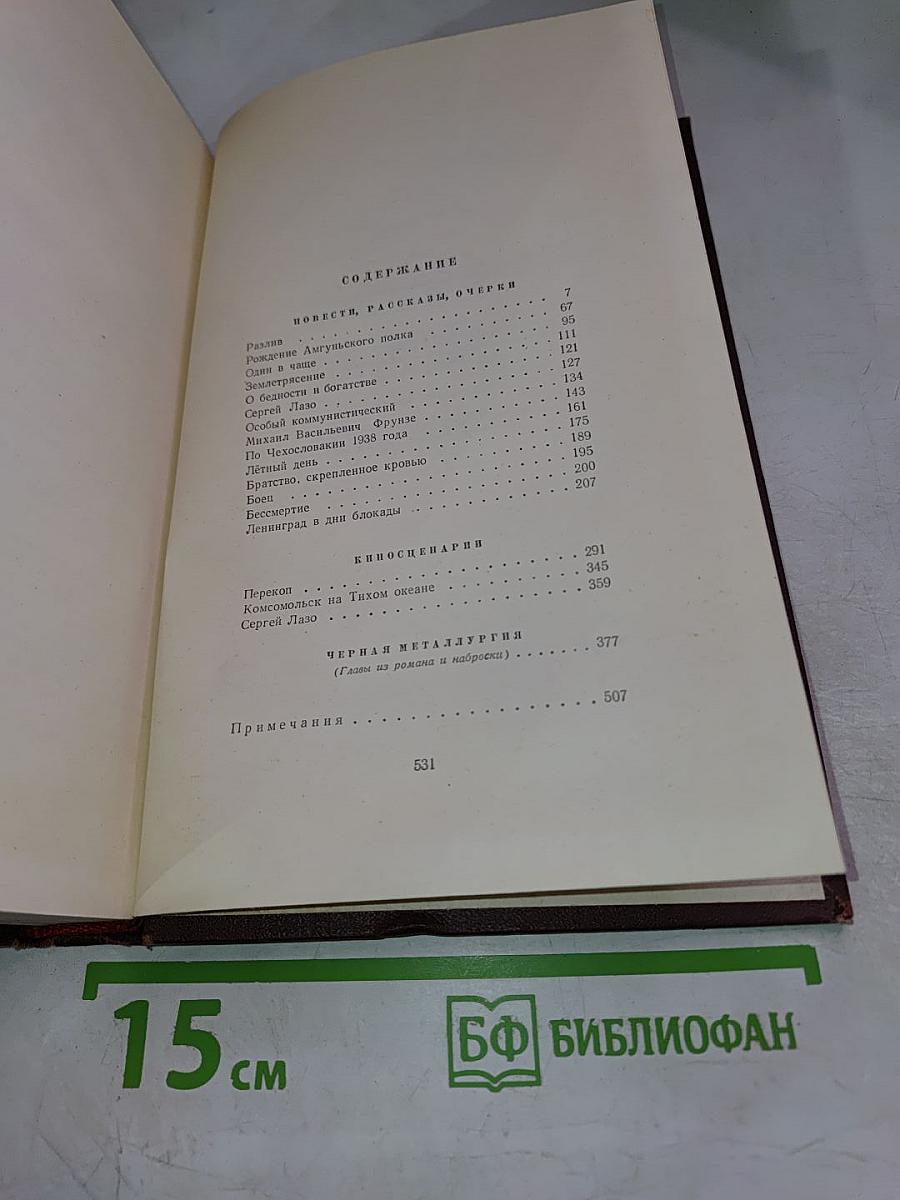 СОДЕРЖАНИЕ
ПОВЕСТИ, РАССКАЗЫ, ОЧЕРКИ
Разлив 7
Рождение Амгуньского полка 67
Один в чаще 95
Землетрясение 111
О бедности и богатстве 121
Сергей Лазо 127
Особый коммунистический 134
Михаил Васильевич Фрунзе 143
По Чехословакии 1938 года 161
Лётный день 175
Братство, скрепленное кровью 189
Боец 195
Бессмертие 200
Ленинград в дни блокады 207
КИНОСЦЕНАРИИ
Перекоп 291
Комсомольск на Тихом океане 345
Сергей Лазо 359
ЧЕРНАЯ МЕТАЛЛУРГИЯ
(Главы из романа и наброски) 377
Примечания 507
531
15 см
БФ БИБЛИОФАН